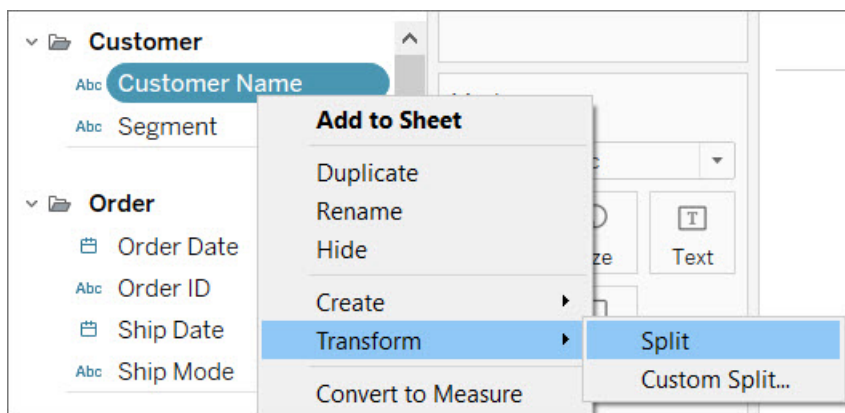 Customer
Abc Customer Name
Abc Segment
Order
Order Date
Abc Order ID
Ship Date
Abc Ship Mode
Add to Sheet
Duplicate
Rename
Hide
Create
Transform
Convert to Measure
Split
Custom Split...
T
Text